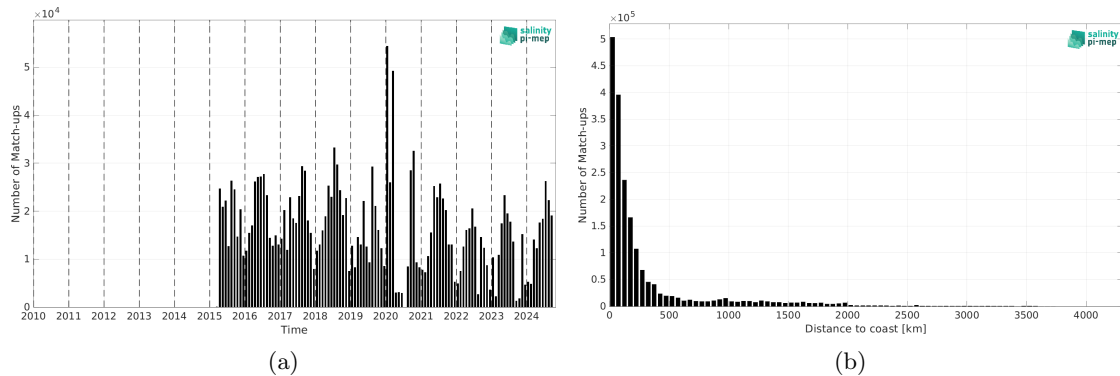 ×10⁴
salinity
pi-mep
5
4
3
2
1
0
Number of Match-ups
2010 2011 2012 2013 2014 2015 2016 2017 2018 2019 2020 2021 2022 2023 2024
Time
(a)
×10⁵
salinity
pi-mep
5
4.5
4
3.5
3
2.5
2
1.5
1
0.5
0
Number of Match-ups
0 500 1000 1500 2000 2500 3000 3500 4000
Distance to coast [km]
(b)